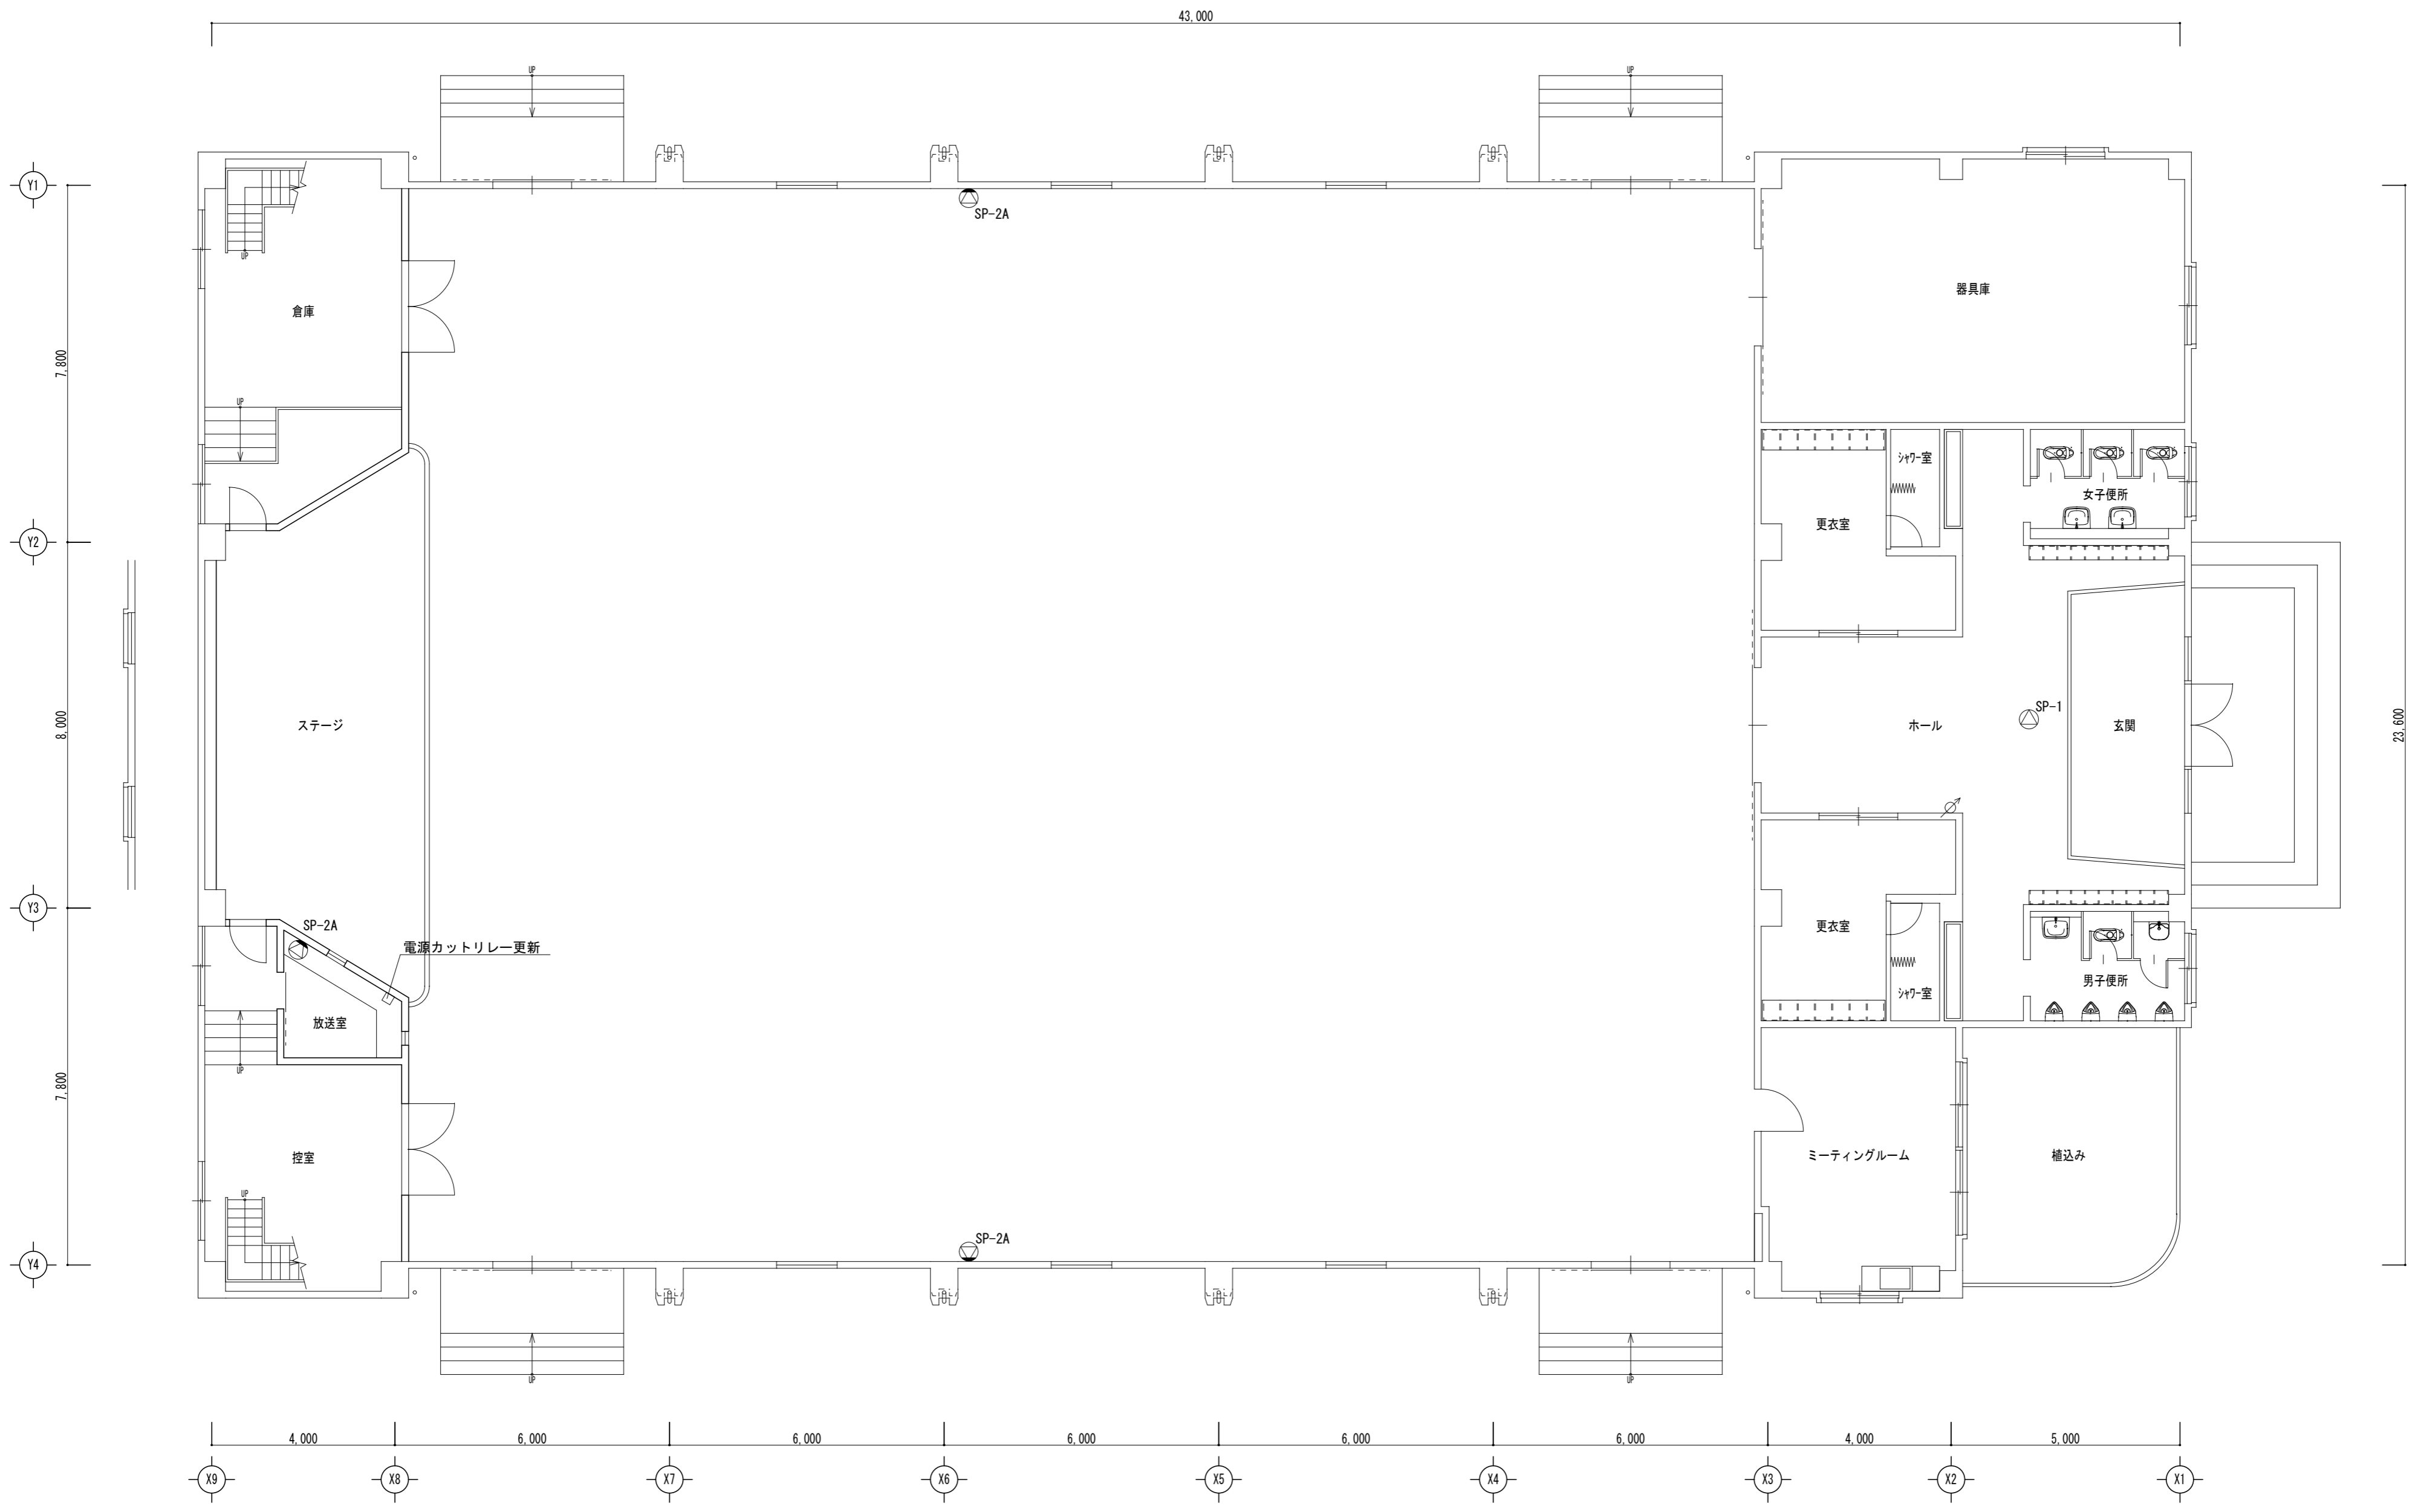 43,000
UP
UP
Y1
SP-2A
UP
器具庫
倉庫
7,800
UP
シャワー室
女子便所
更衣室
Y2
SP-1
ステージ
ホール
玄関
8,000
23,600
Y3
SP-2A
電源カットリレー更新
更衣室
男子便所
シャワー室
放送室
UP
7,800
控室
ミーティングルーム
植込み
UP
SP-2A
Y4
UP
UP
4,000
6,000
6,000
6,000
6,000
6,000
4,000
5,000
X9
X8
X7
X6
X5
X4
X3
X2
X1